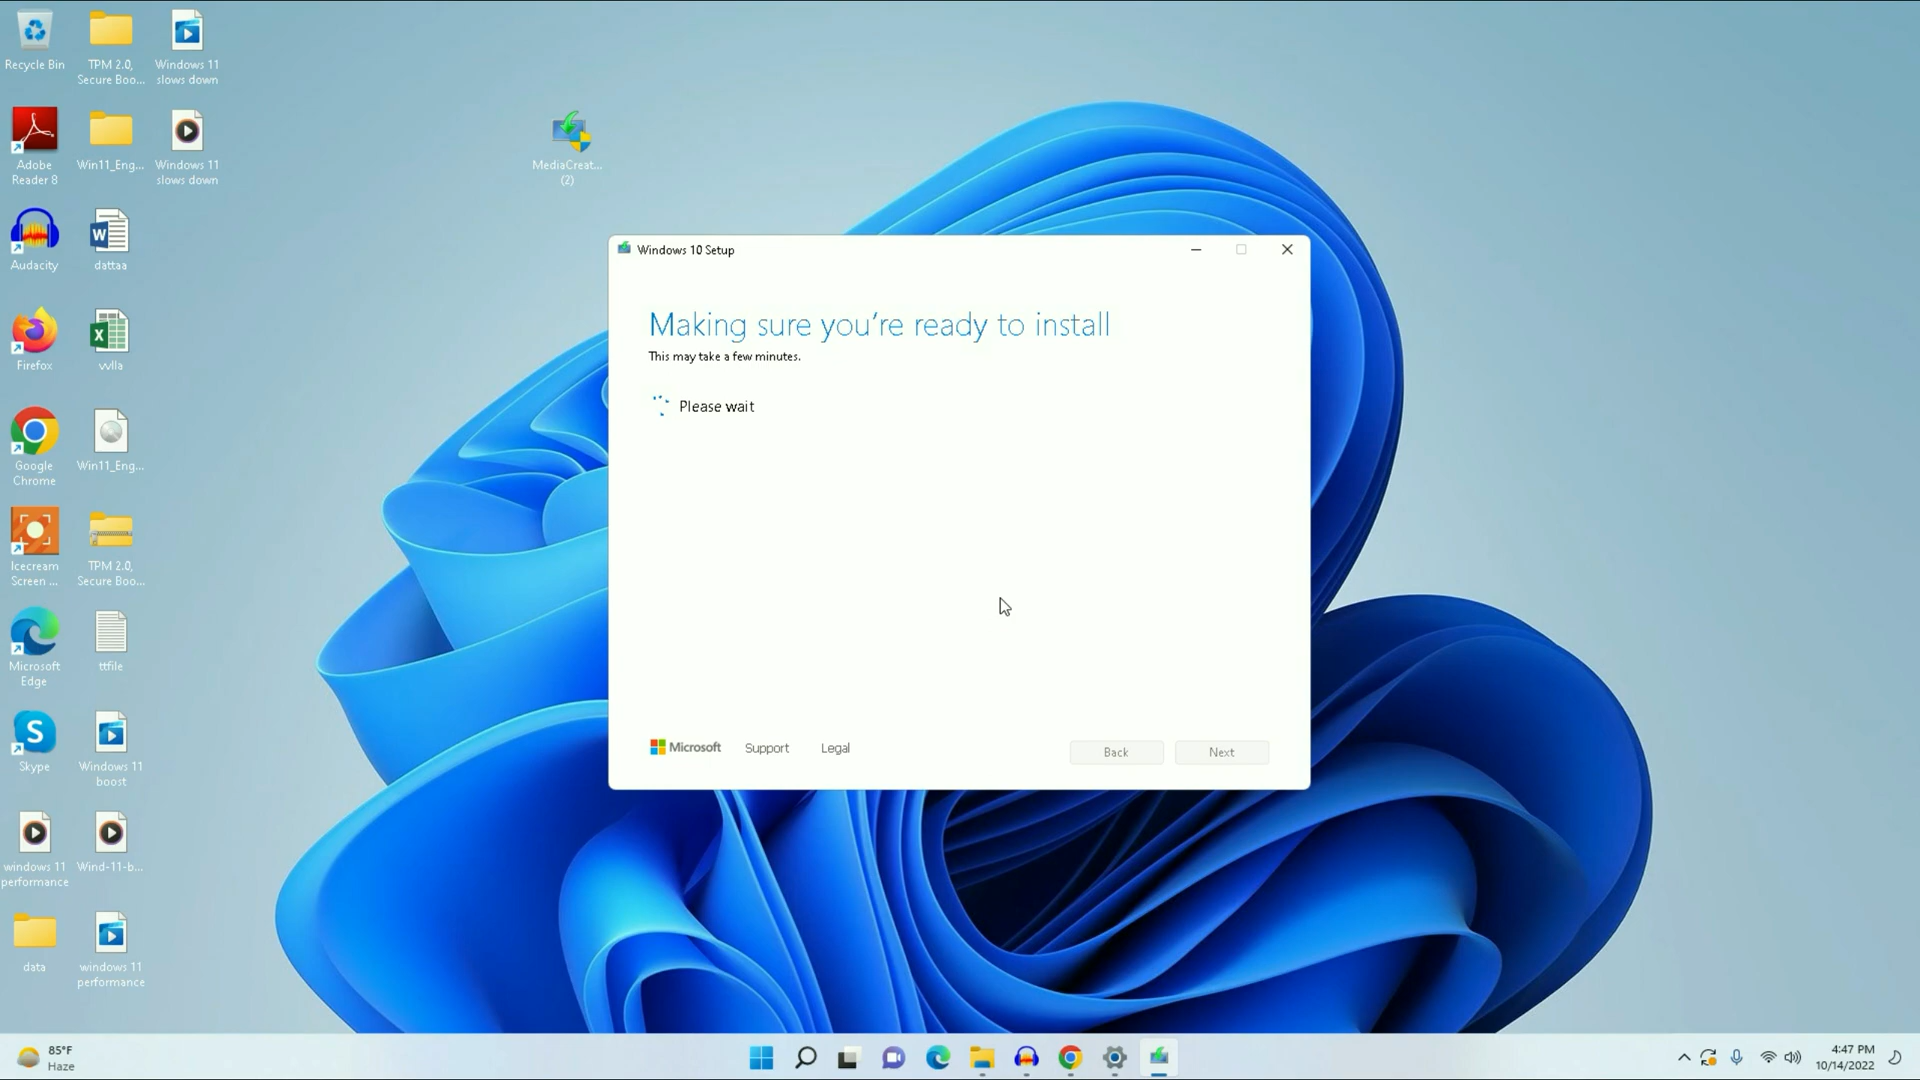 Recycle Bin
TPM 2.0,
Secure Boo...
Windows 11
slows down
Adobe
Reader 8
Win11_Eng...
Windows 11
slows down
MediaCreat...
(2)
Audacity
dattaa
Firefox
vvlla
Google
Chrome
Win11_Eng...
Icecream
Screen ...
TPM 2.0,
Secure Boo...
Microsoft
Edge
ttfile
Skype
Windows 11
boost
windows 11
performance
Wind-11-b...
data
windows 11
performance
Windows 10 Setup
Making sure you're ready to install
This may take a few minutes.
Please wait
Microsoft
Support
Legal
Back
Next
85°F
Haze
4:47 PM
10/14/2022